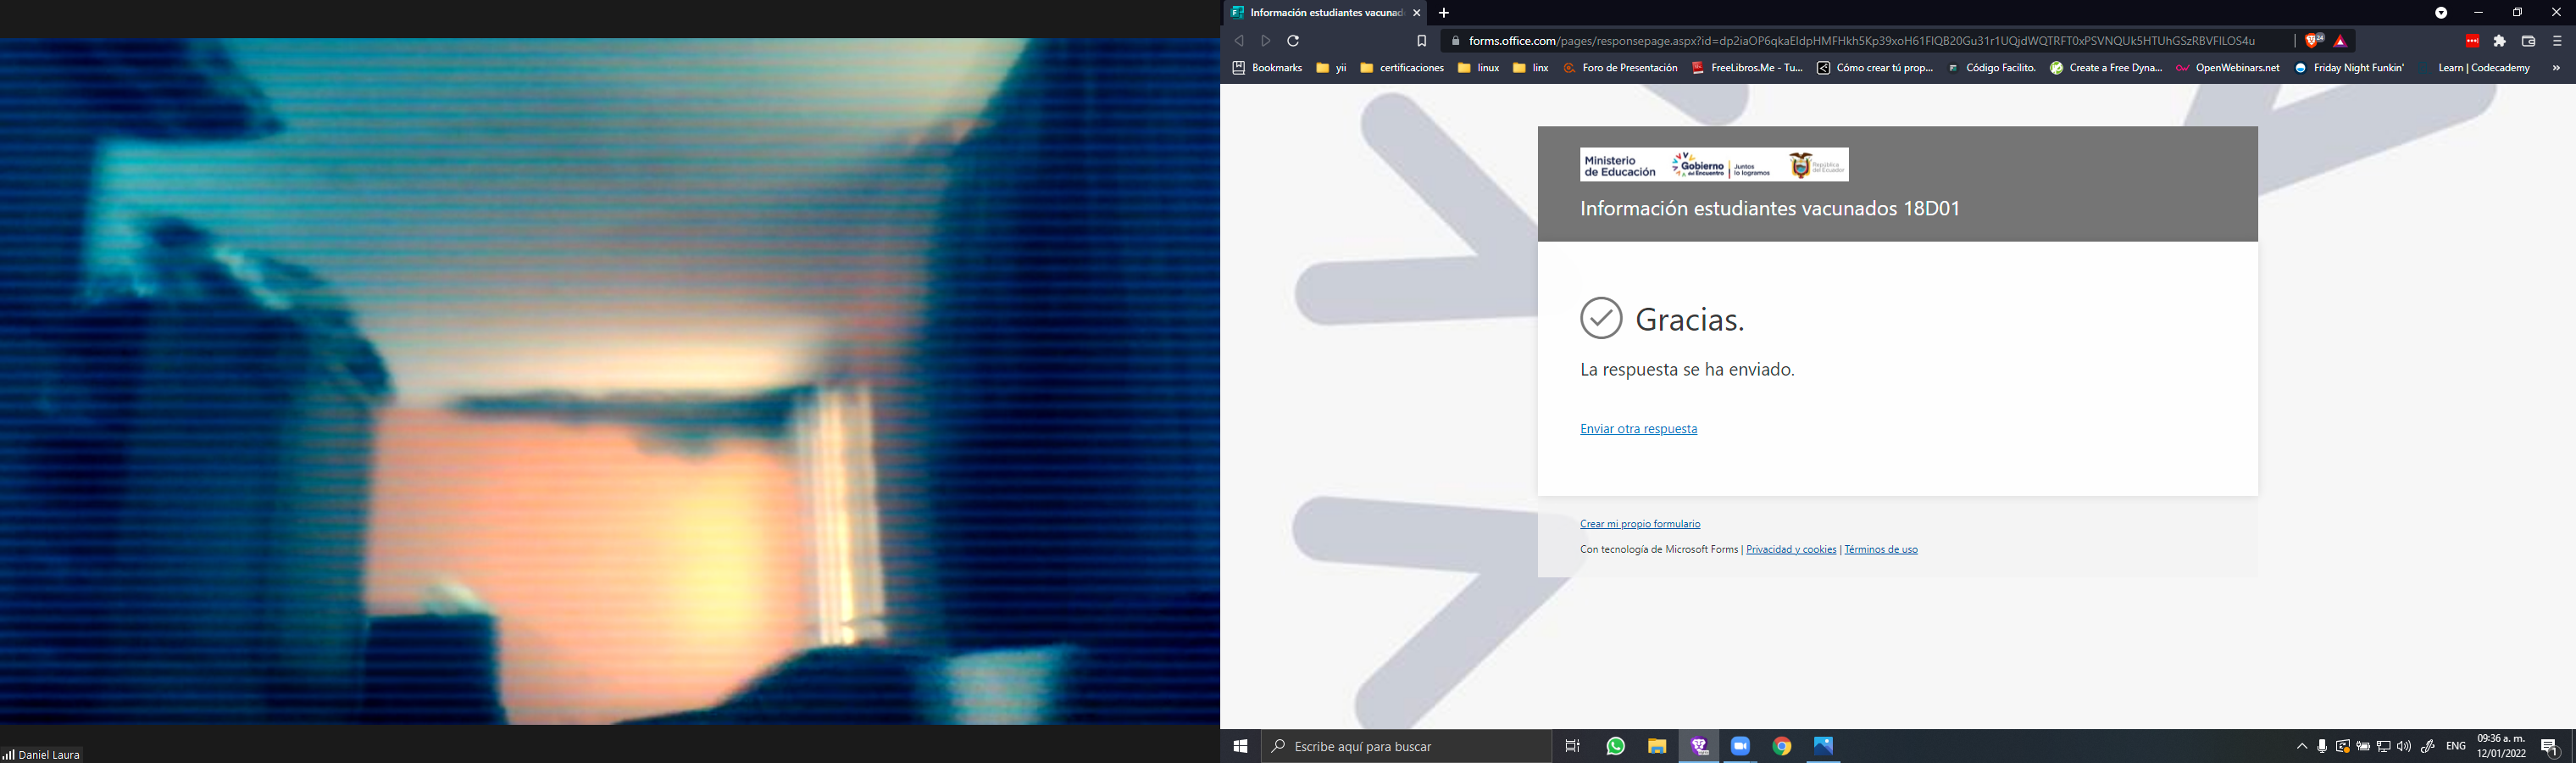 Daniel Laura
Información estudiantes vacunad
forms.office.com/pages/responsepage.aspx?id=dp2iaOP6qkaEIdpHMFHkh5Kp39xoH61FlQB20Gu31r1UQjdWQTRFT0xPSVNQUk5HTUhGSzRBVFILOS4u
24
Bookmarks yii certificaciones linux linx Foro de Presentación FreeLibros.Me - Tu... Cómo crear tú prop... Código Facilito. Create a Free Dyna... OpenWebinars.net Friday Night Funkin' Learn | Codecademy »
Ministerio
de Educación
Gobierno
del Encuentro
Juntos
lo logramos
República
del Ecuador
Información estudiantes vacunados 18D01
Gracias.
La respuesta se ha enviado.
Enviar otra respuesta
Crear mi propio formulario
Con tecnología de Microsoft Forms | Privacidad y cookies | Términos de uso
Escribe aquí para buscar
ENG
09:36 a. m.
12/01/2022
1